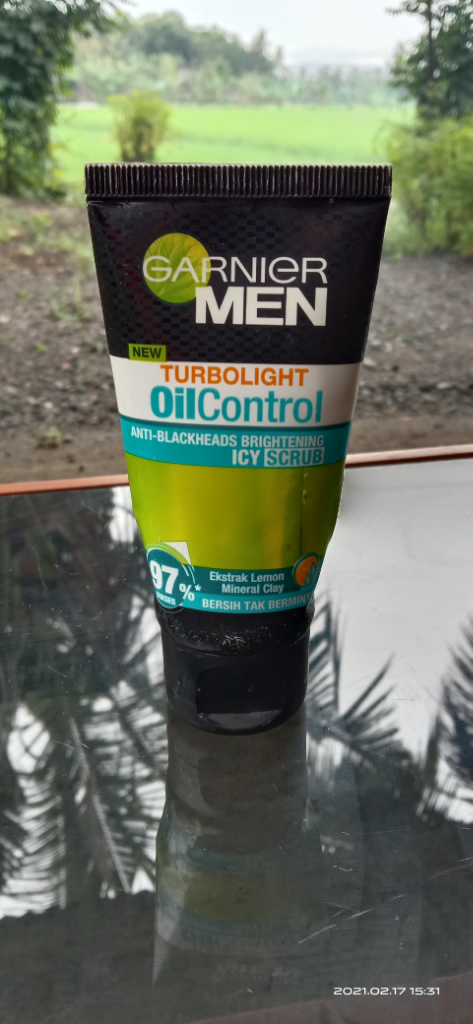 GARNIER
MEN
NEW
TURBOLIGHT
OilControl
ANTI-BLACKHEADS BRIGHTENING
ICY SCRUB
97%*
Ekstrak Lemon
Mineral Clay
BERSIH TAK
2021.02.17 15:31